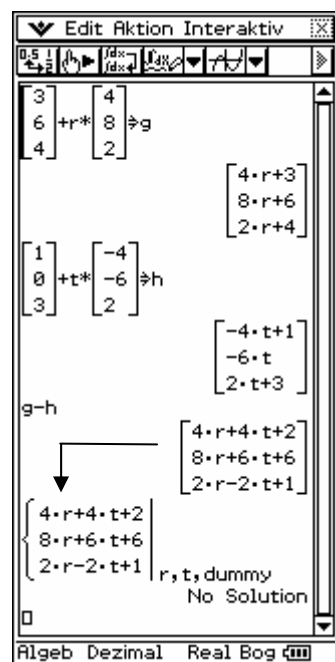 Edit Aktion Interaktiv
[3 6 4]+r*[4 8 2]⇒g
[4·r+3
8·r+6
2·r+4]
[1 0 3]+t*[-4 -6 2]⇒h
[-4·t+1
-6·t
2·t+3]
g-h
[4·r+4·t+2
8·r+6·t+6
2·r-2·t+1]
{4·r+4·t+2
8·r+6·t+6
2·r-2·t+1|r,t,dummy
No Solution
Algeb Dezimal Real Bog